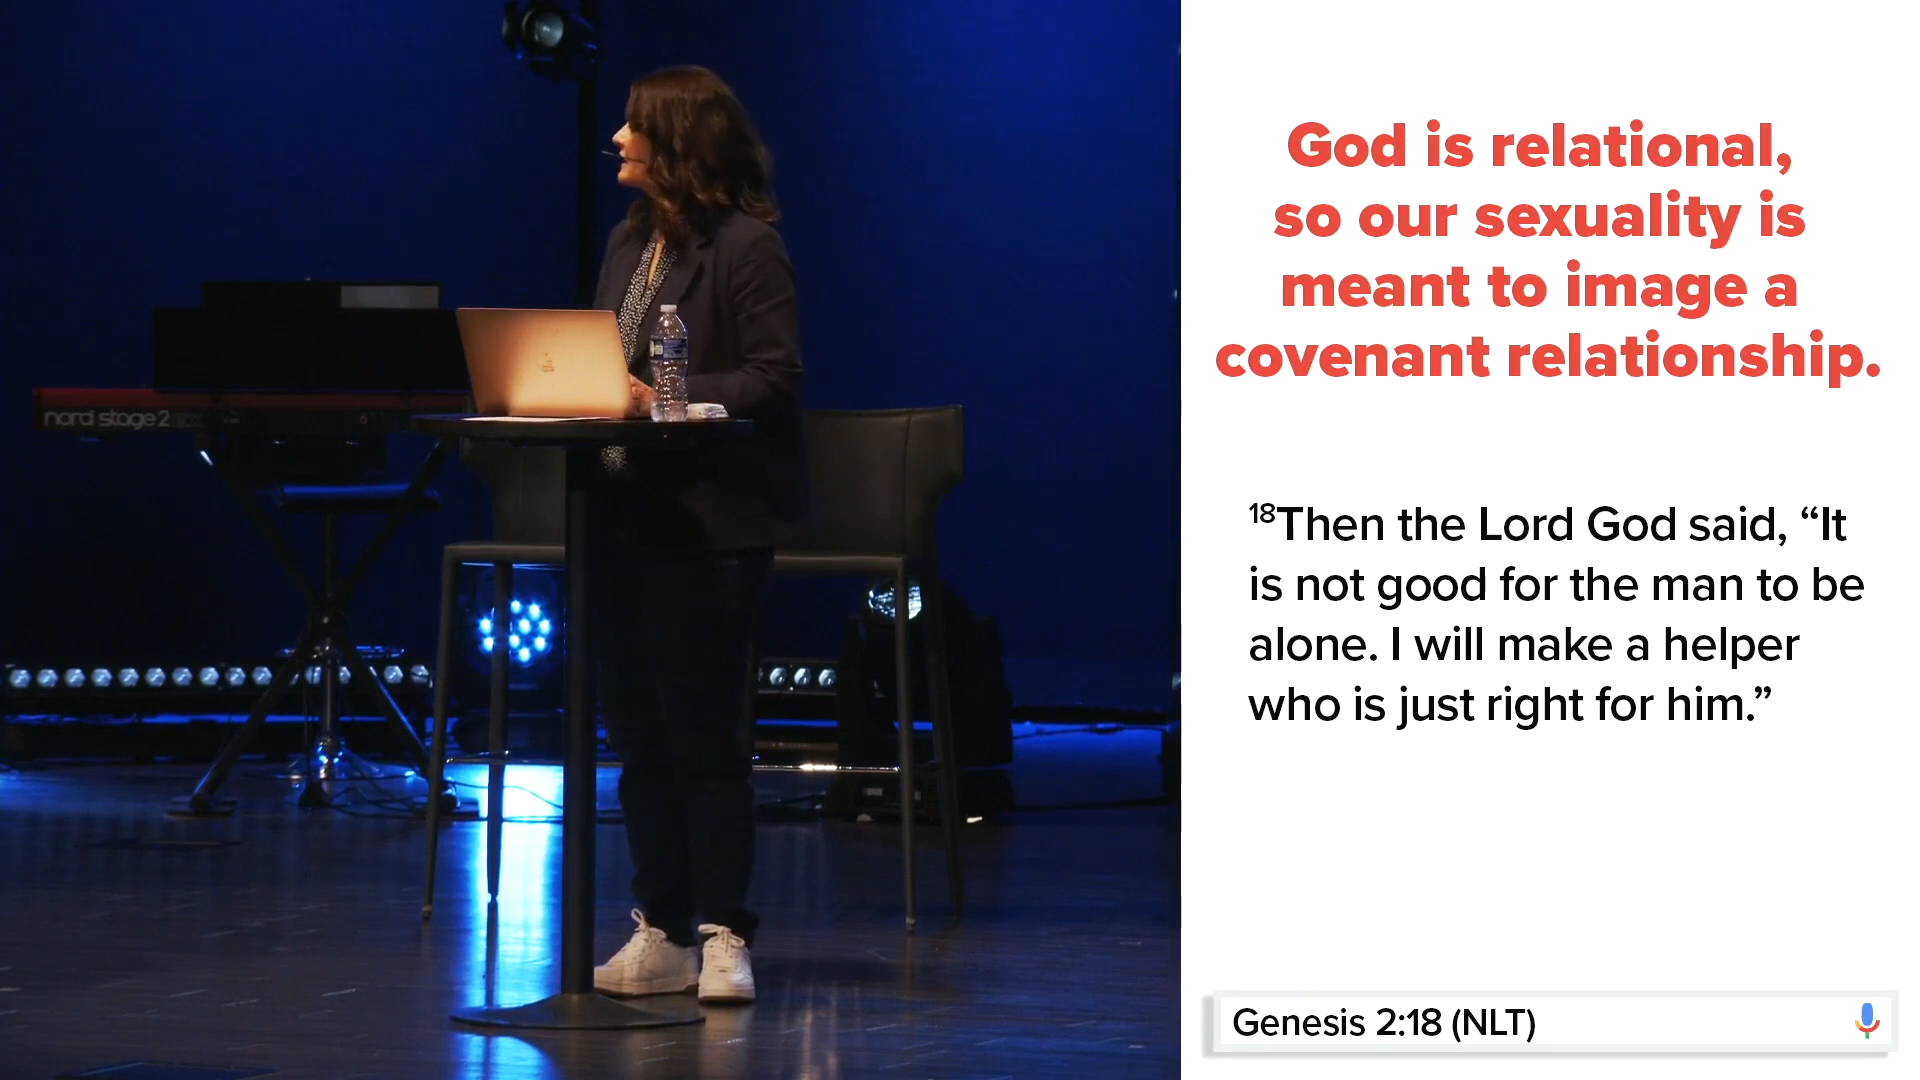 nord stage 2
God is relational,
so our sexuality is
meant to image a
covenant relationship.
18Then the Lord God said, “It
is not good for the man to be
alone. I will make a helper
who is just right for him.”
Genesis 2:18 (NLT)